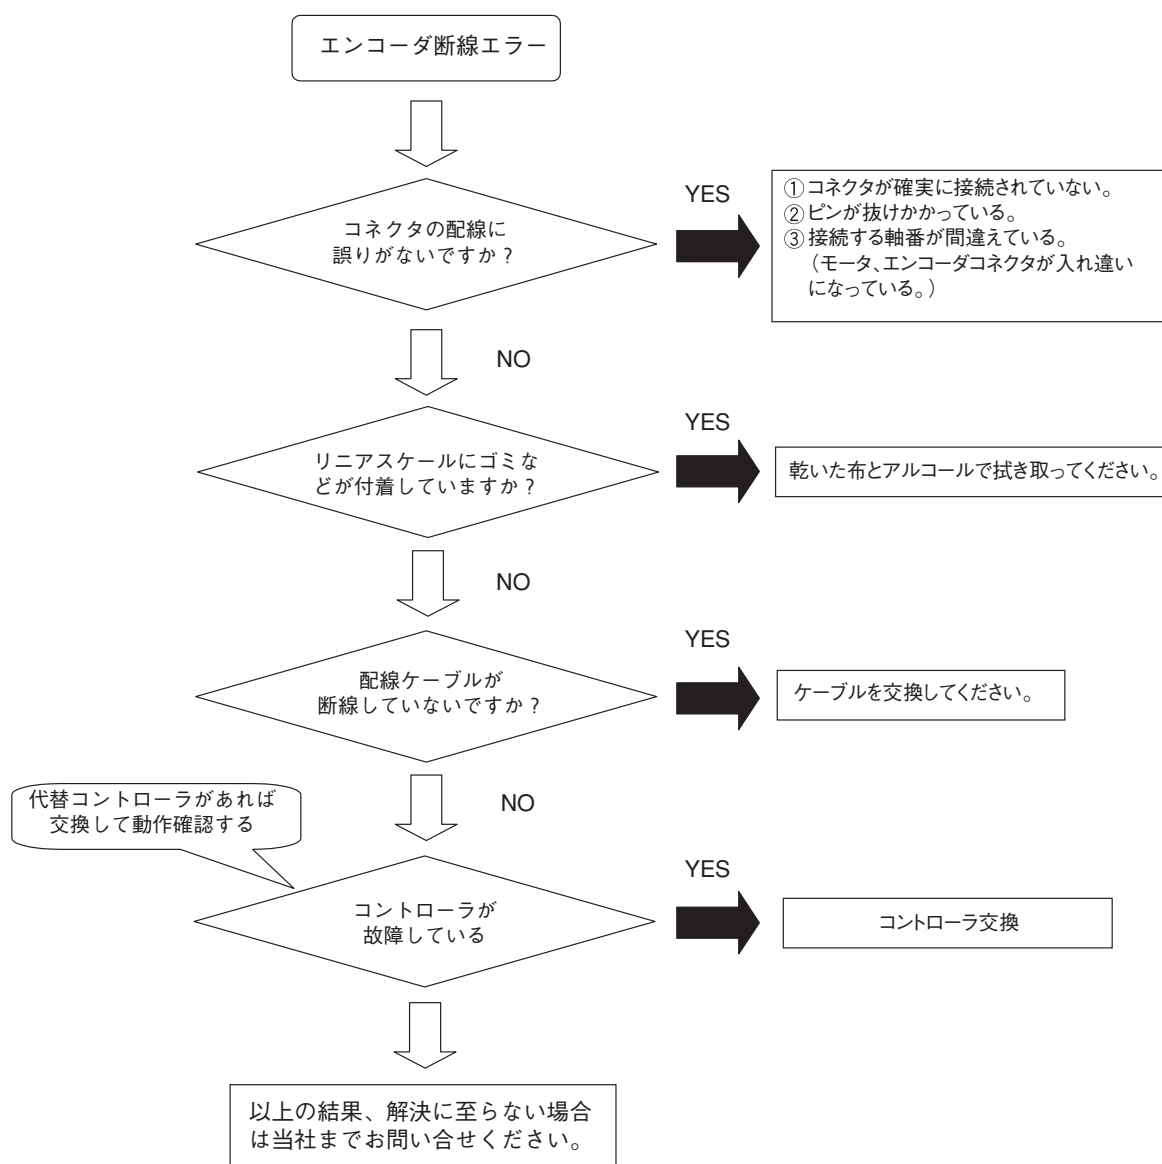 エンコーダ断線エラー
コネクタの配線に
誤りがないですか？
YES
①コネクタが確実に接続されていない。
②ピンが抜けかかっている。
③接続する軸番が間違えている。
（モータ、エンコーダコネクタが入れ違い
になっている。）
NO
リニアスケールにゴミな
どが付着していますか？
YES
乾いた布とアルコールで拭き取ってください。
NO
配線ケーブルが
断線していないですか？
YES
ケーブルを交換してください。
NO
代替コントローラがあれば
交換して動作確認する
コントローラが
故障している
YES
コントローラ交換
以上の結果、解決に至らない場合
は当社までお問い合せください。